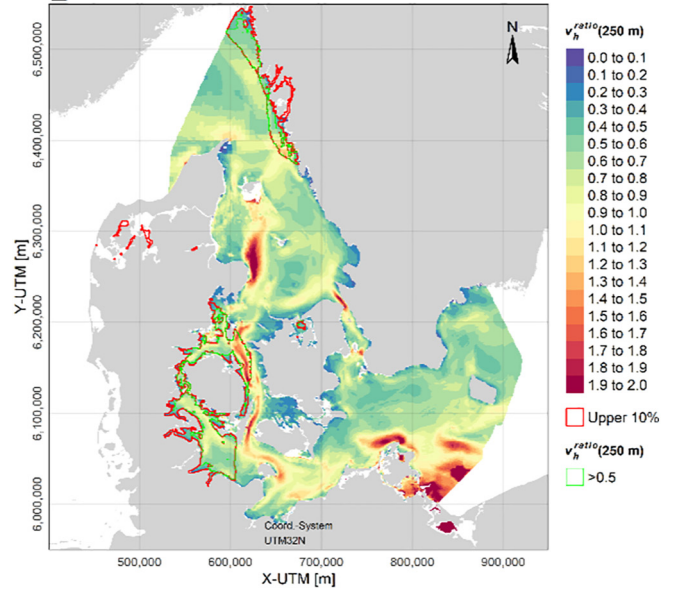 N
6,500,000
6,400,000
6,300,000
6,200,000
6,100,000
6,000,000
Y-UTM [m]
500,000 600,000 700,000 800,000 900,000
X-UTM [m]
Coord.-System
UTM32N
v_h^ratio(250 m)
0.0 to 0.1
0.1 to 0.2
0.2 to 0.3
0.3 to 0.4
0.4 to 0.5
0.5 to 0.6
0.6 to 0.7
0.7 to 0.8
0.8 to 0.9
0.9 to 1.0
1.0 to 1.1
1.1 to 1.2
1.2 to 1.3
1.3 to 1.4
1.4 to 1.5
1.5 to 1.6
1.6 to 1.7
1.7 to 1.8
1.8 to 1.9
1.9 to 2.0
Upper 10%
v_h^ratio(250 m)
>0.5